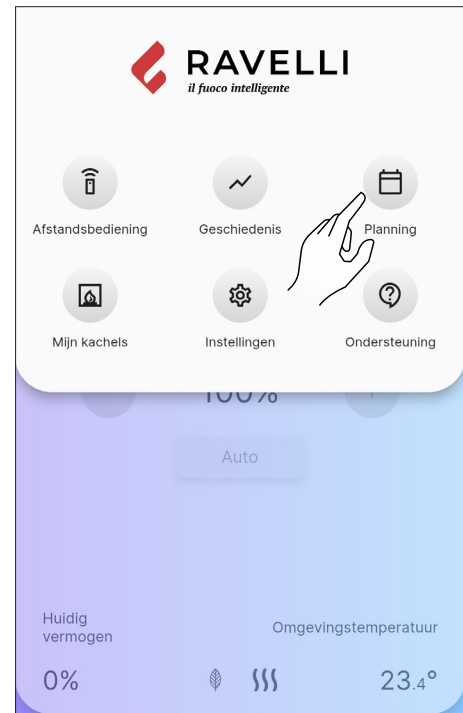 RAVELLI
il fuoco intelligente
Afstandsbediening
Geschiedenis
Planning
Mijn kachels
Instellingen
Ondersteuning
100%
Auto
Huidig
vermogen
Omgevingstemperatuur
0%
23.4°